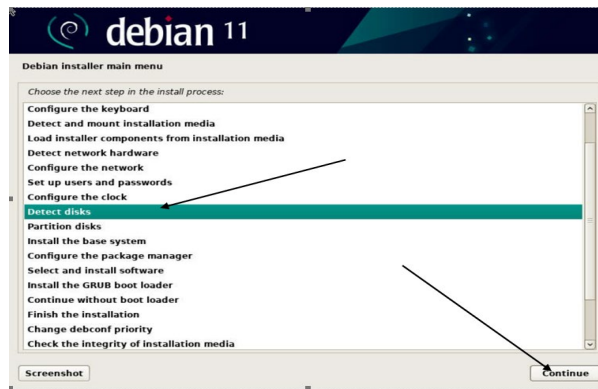 debian 11
Debian installer main menu
Choose the next step in the install process:
Configure the keyboard
Detect and mount installation media
Load installer components from installation media
Detect network hardware
Configure the network
Set up users and passwords
Configure the clock
Detect disks
Partition disks
Install the base system
Configure the package manager
Select and install software
Install the GRUB boot loader
Continue without boot loader
Finish the installation
Change debconf priority
Check the integrity of installation media
Screenshot
Continue